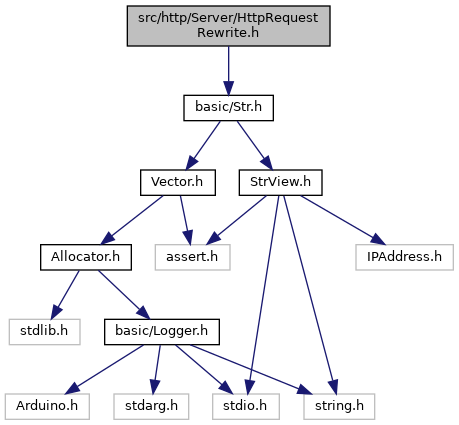 src/http/Server/HttpRequest
Rewrite.h
basic/Str.h
Vector.h
StrView.h
Allocator.h
assert.h
IPAddress.h
stdlib.h
basic/Logger.h
Arduino.h
stdarg.h
stdio.h
string.h